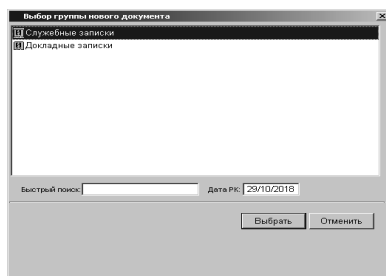 Выбор группы нового документа
Служебные записки
Докладные записки
Быстрый поиск:
Дата РК: 29/10/2018
Выбрать Отменить